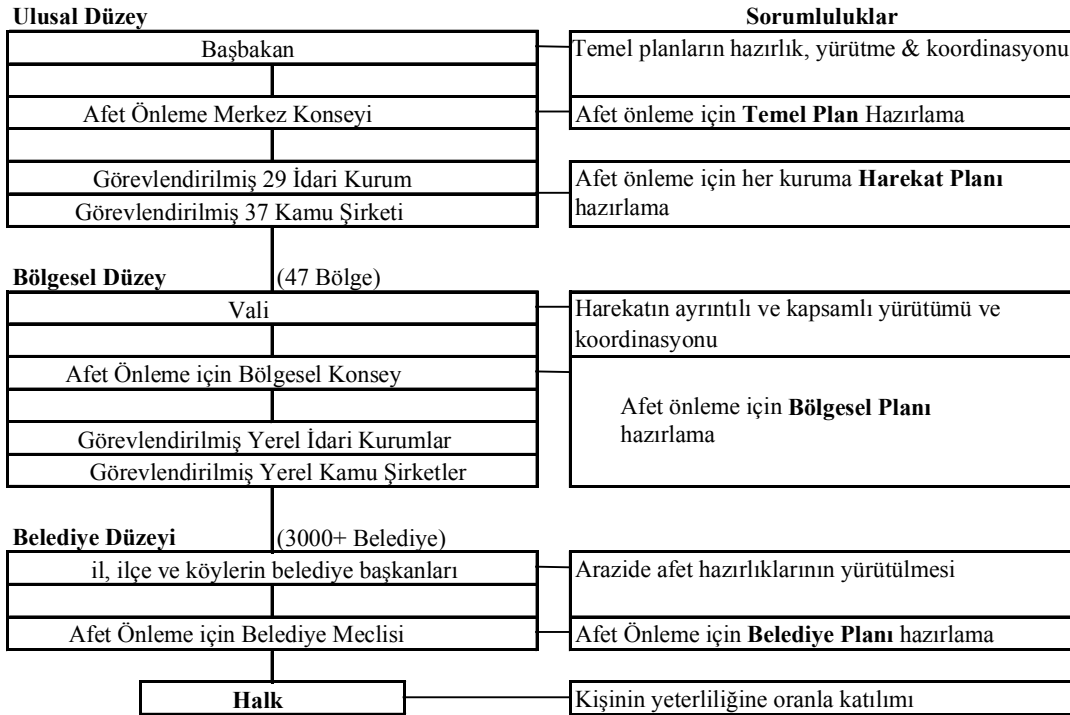 Ulusal Düzey
Sorumluluklar
Başbakan
Temel planların hazırlık, yürütme & koordinasyonu
Afet Önleme Merkez Konseyi
Afet önleme için Temel Plan Hazırlama
Görevlendirilmiş 29 İdari Kurum
Afet önleme için her kuruma Harekat Planı
hazırlama
Görevlendirilmiş 37 Kamu Şirketi
Bölgesel Düzey
(47 Bölge)
Vali
Harekatın ayrıntılı ve kapsamlı yürütümü ve
koordinasyonu
Afet Önleme için Bölgesel Konsey
Afet önleme için Bölgesel Planı
hazırlama
Görevlendirilmiş Yerel İdari Kurumlar
Görevlendirilmiş Yerel Kamu Şirketler
Belediye Düzeyi
(3000+ Belediye)
il, ilçe ve köylerin belediye başkanları
Arazide afet hazırlıklarının yürütülmesi
Afet Önleme için Belediye Meclisi
Afet Önleme için Belediye Planı hazırlama
Halk
Kişinin yeterliliğine oranla katılımı